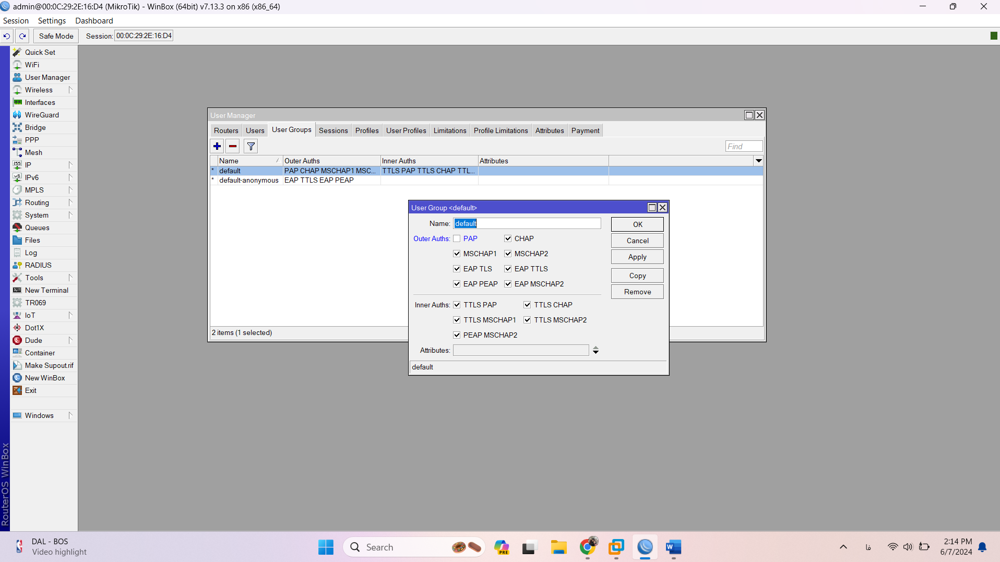 admin@00:0C:29:2E:16:D4 (MikroTik) - WinBox (64bit) v7.13.3 on x86 (x86_64)
Session Settings Dashboard
Safe Mode Session: 00:0C:29:2E:16:D4
Quick Set
WiFi
User Manager
Wireless
Interfaces
WireGuard
Bridge
PPP
Mesh
IP
IPv6
MPLS
Routing
System
Queues
Files
Log
RADIUS
Tools
New Terminal
TR069
IoT
Dot1X
Dude
Container
Make Supout.rif
New WinBox
Exit
Windows
RouterOS WinBox
User Manager
Routers Users User Groups Sessions Profiles User Profiles Limitations Profile Limitations Attributes Payment
Find
Name Outer Auths Inner Auths Attributes
* default PAP CHAP MSCHAP1 MSC... TTLS PAP TTLS CHAP TTL...
* default-anonymous EAP TTLS EAP PEAP
2 items (1 selected)
User Group <default>
Name: default
Outer Auths: PAP CHAP
MSCHAP1 MSCHAP2
EAP TLS EAP TTLS
EAP PEAP EAP MSCHAP2
Inner Auths: TTLS PAP TTLS CHAP
TTLS MSCHAP1 TTLS MSCHAP2
PEAP MSCHAP2
Attributes:
default
OK
Cancel
Apply
Copy
Remove
DAL - BOS
Video highlight
Search
PRE
فا
2:14 PM
6/7/2024